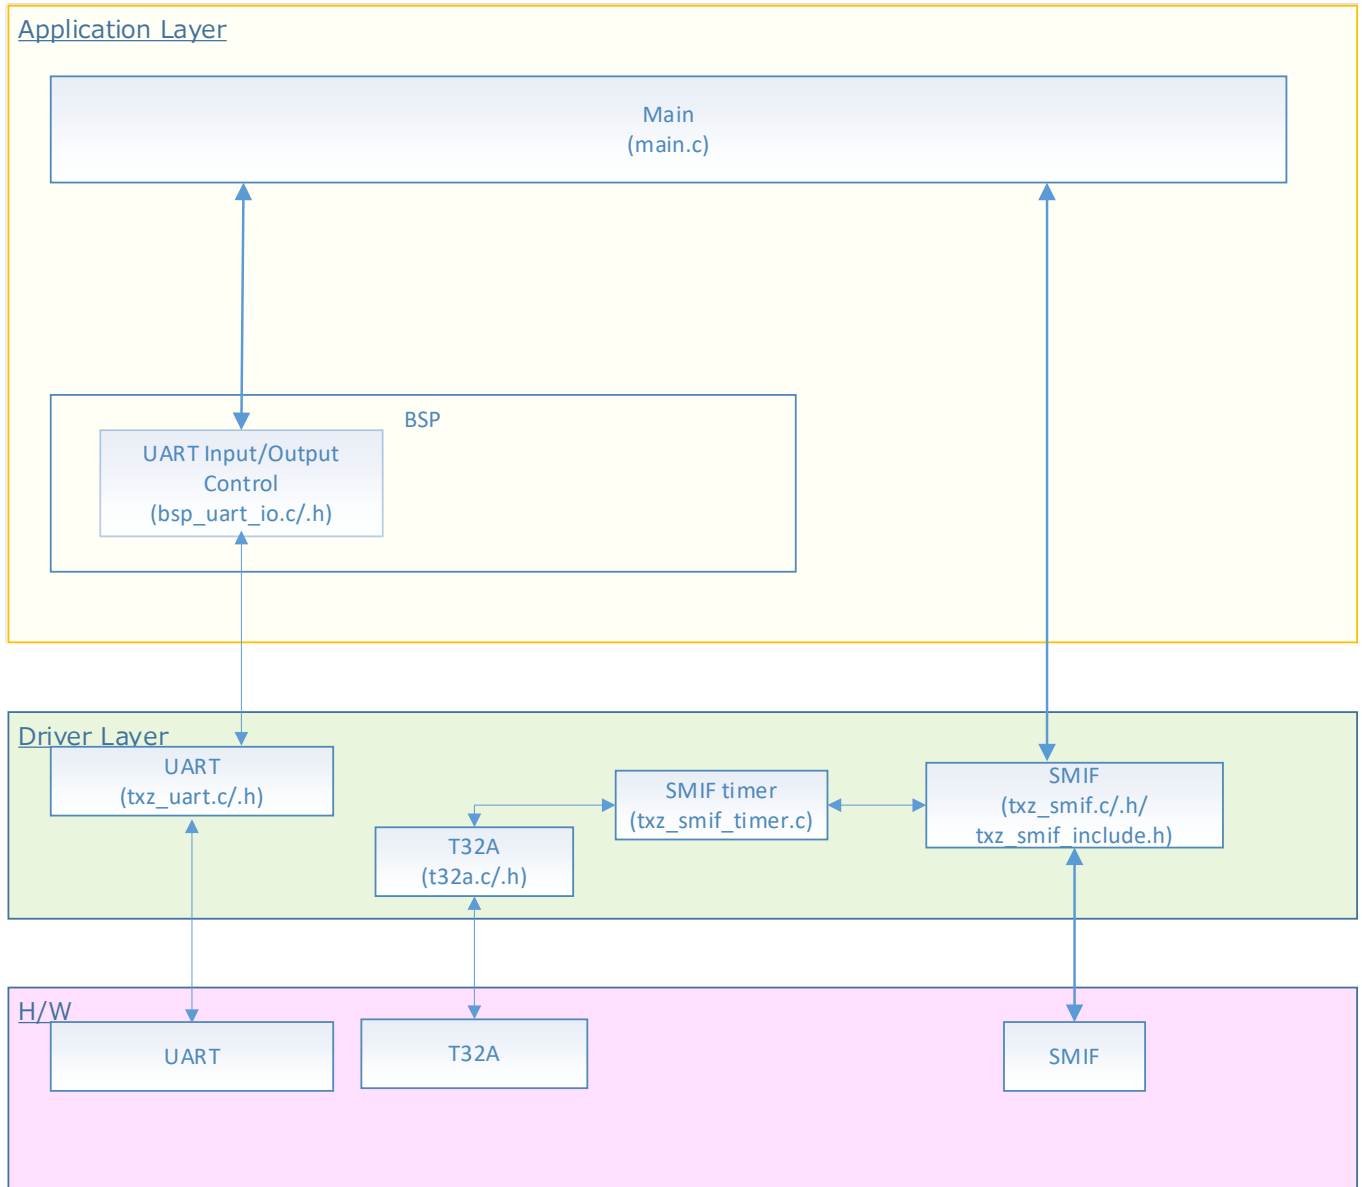 Application Layer
Main
(main.c)
BSP
UART Input/Output
Control
(bsp_uart_io.c/.h)
Driver Layer
UART
(txz_uart.c/.h)
T32A
(t32a.c/.h)
SMIF timer
(txz_smif_timer.c)
SMIF
(txz_smif.c/.h/
txz_smif_include.h)
H/W
UART
T32A
SMIF